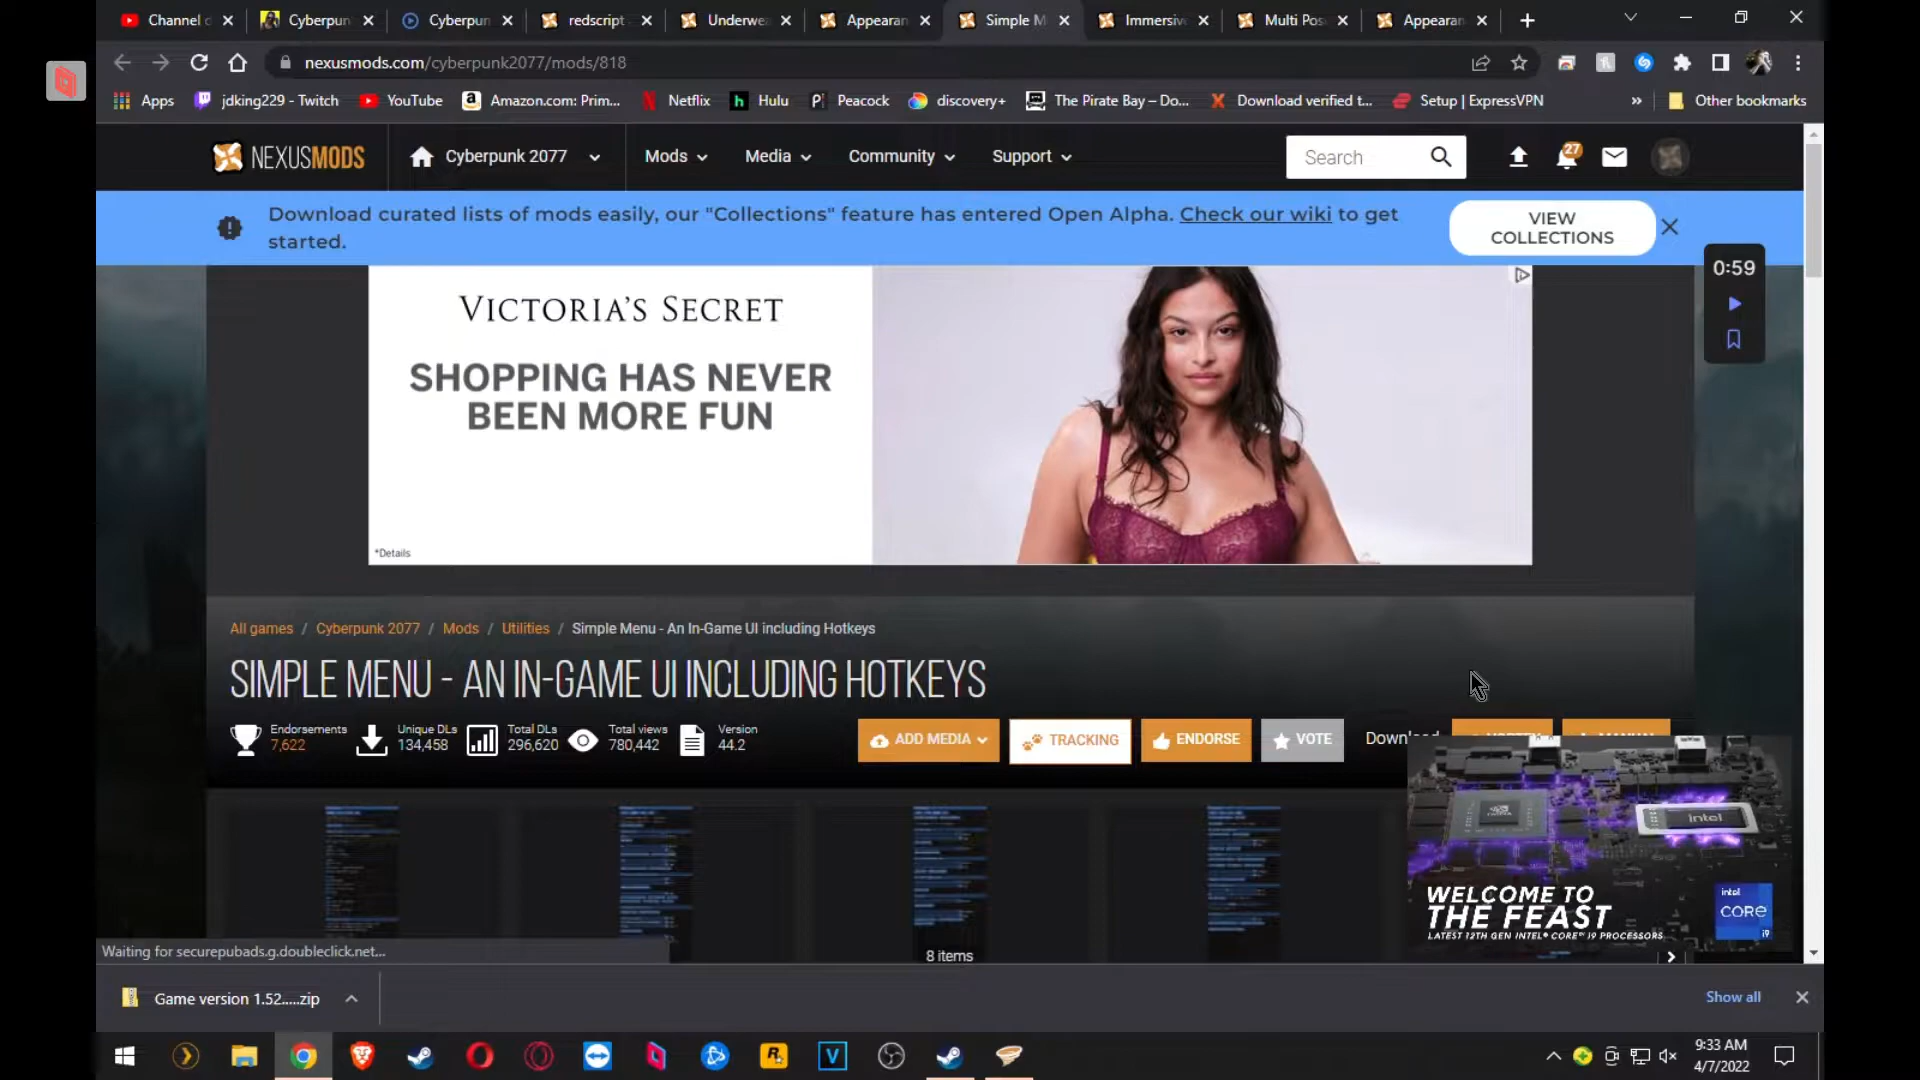 Channel
Cyberpun
Cyberpun
redscript
Underwe
Appearan
Simple M
Immersiv
Multi Pos
Appearan
nexusmods.com/cyberpunk2077/mods/818
Apps
jdking229 - Twitch
YouTube
Amazon.com: Prim...
Netflix
Hulu
Peacock
discovery+
The Pirate Bay – Do...
Download verified t...
Setup | ExpressVPN
»
Other bookmarks
NEXUSMODS
Cyberpunk 2077
Mods
Media
Community
Support
Search
27
Download curated lists of mods easily, our "Collections" feature has entered Open Alpha. Check our wiki to get
started.
VIEW
COLLECTIONS
0:59
VICTORIA'S SECRET
SHOPPING HAS NEVER
BEEN MORE FUN
*Details
All games / Cyberpunk 2077 / Mods / Utilities / Simple Menu - An In-Game UI including Hotkeys
SIMPLE MENU - AN IN-GAME UI INCLUDING HOTKEYS
Endorsements
7,622
Unique DLs
134,458
Total DLs
296,620
Total views
780,442
Version
44.2
ADD MEDIA
TRACKING
ENDORSE
VOTE
8 items
intel
WELCOME TO
THE FEAST
LATEST 12TH GEN INTEL® CORE™ i9 PROCESSORS
intel
CORE
i9
Waiting for securepubads.g.doubleclick.net...
Game version 1.52.....zip
Show all
9:33 AM
4/7/2022